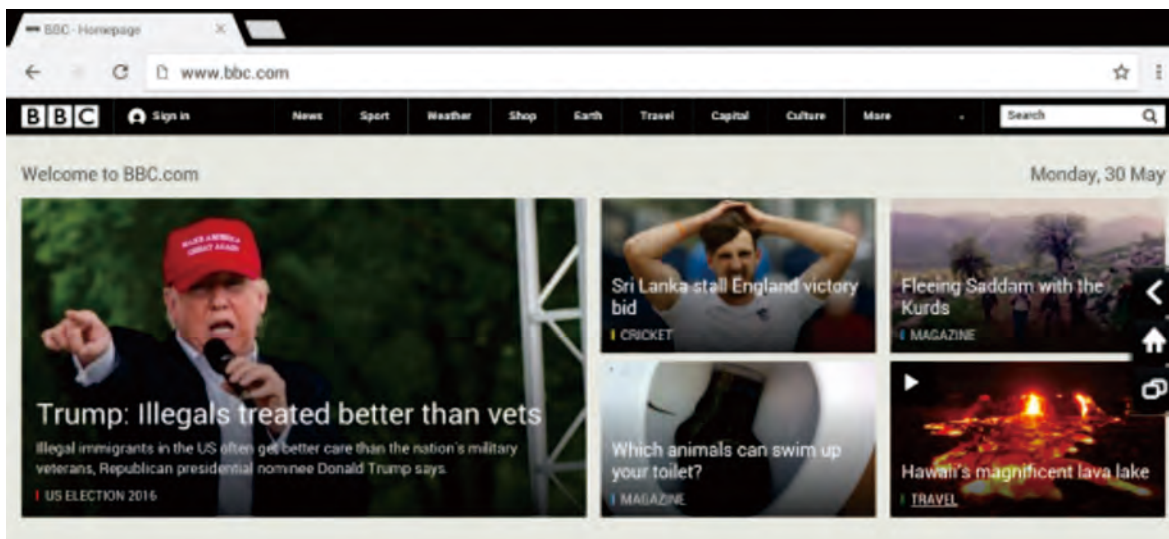 BBC - Homepage
www.bbc.com
BBC Sign in News Sport Weather Shop Earth Travel Capital Culture More Search
Welcome to BBC.com Monday, 30 May
MAKE AMERICA
GREAT AGAIN
Trump: Illegals treated better than vets
Illegal immigrants in the US often get better care than the nation's military
veterans, Republican presidential nominee Donald Trump says.
US ELECTION 2016
Sri Lanka stall England victory
bid
CRICKET
Fleeing Saddam with the
Kurds
MAGAZINE
Which animals can swim up
your toilet?
MAGAZINE
Hawaii's magnificent lava lake
TRAVEL